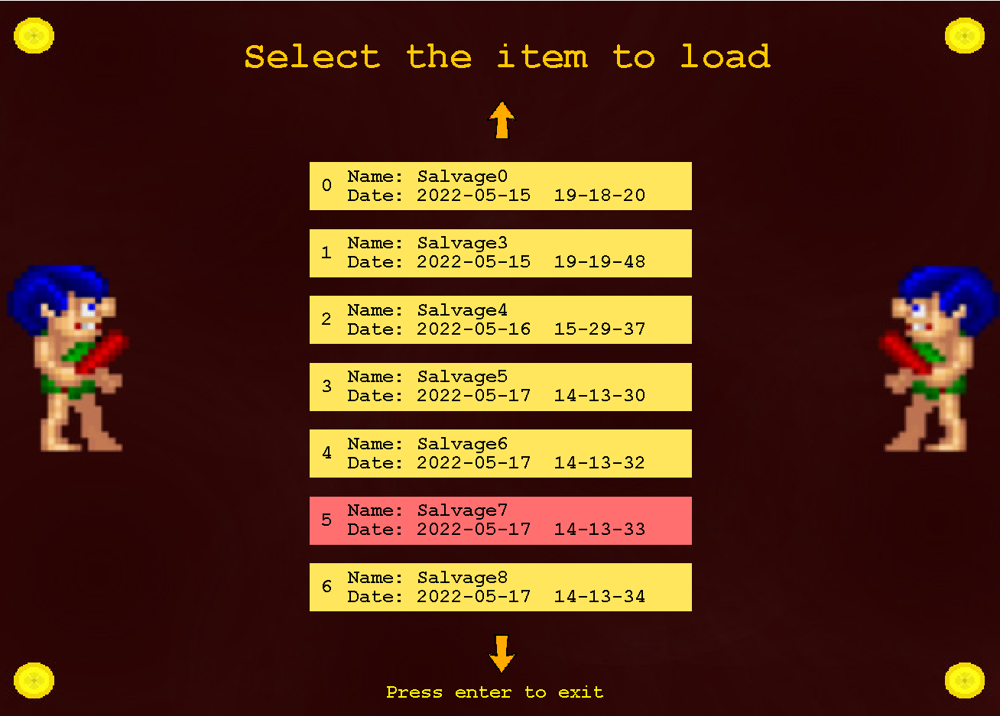 Select the item to load
0
Name: Salvage0
Date: 2022-05-15  19-18-20
1
Name: Salvage3
Date: 2022-05-15  19-19-48
2
Name: Salvage4
Date: 2022-05-16  15-29-37
3
Name: Salvage5
Date: 2022-05-17  14-13-30
4
Name: Salvage6
Date: 2022-05-17  14-13-32
5
Name: Salvage7
Date: 2022-05-17  14-13-33
6
Name: Salvage8
Date: 2022-05-17  14-13-34
Press enter to exit